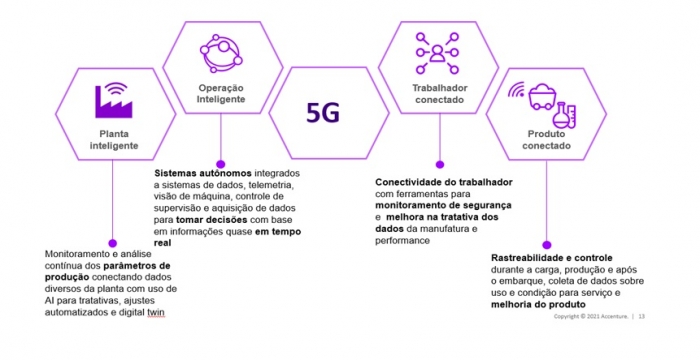 Planta
inteligente
Operação
Inteligente
5G
Trabalhador
conectado
Produto
conectado
Monitoramento e análise
contínua dos parâmetros de
produção conectando dados
diversos da planta com uso de
AI para tratativas, ajustes
automatizados e digital twin
Sistemas autônomos integrados
a sistemas de dados, telemetria,
visão de máquina, controle de
supervisão e aquisição de dados
para tomar decisões com base
em informações quase em tempo
real
Conectividade do trabalhador
com ferramentas para
monitoramento de segurança
e melhora na tratativa dos
dados da manufatura e
performance
Rastreabilidade e controle
durante a carga, produção e após
o embarque, coleta de dados sobre
uso e condição para serviço e
melhoria do produto
Copyright © 2021 Accenture. | 13